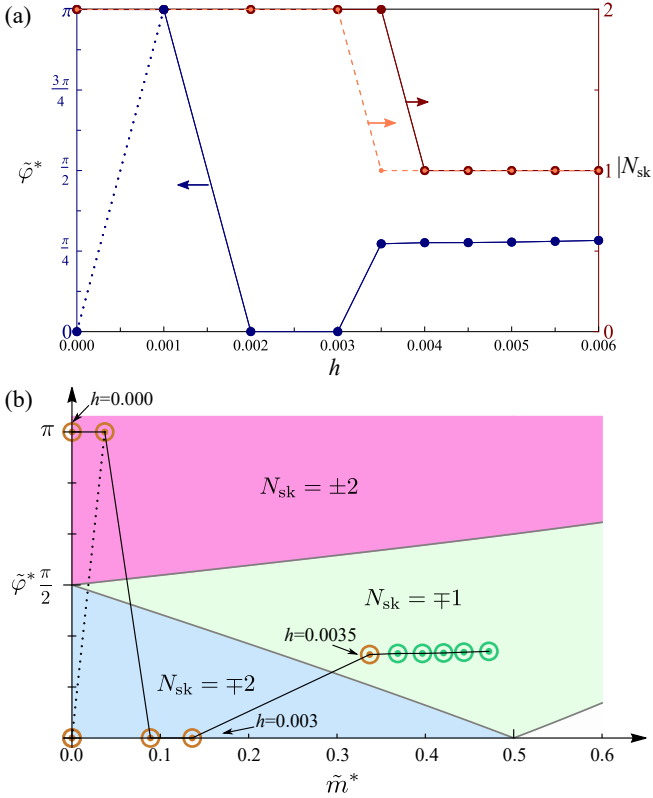 (a)
π
3π/4
φ̃*
π/2
π/4
0
2
1
|N_sk
0
0.000 0.001 0.002 0.003 0.004 0.005 0.006
h
(b)
h=0.000
π
N_sk = ±2
φ̃* π/2
N_sk = ∓1
h=0.0035
N_sk = ∓2
h=0.003
0
0.0 0.1 0.2 0.3 0.4 0.5 0.6
m̃*